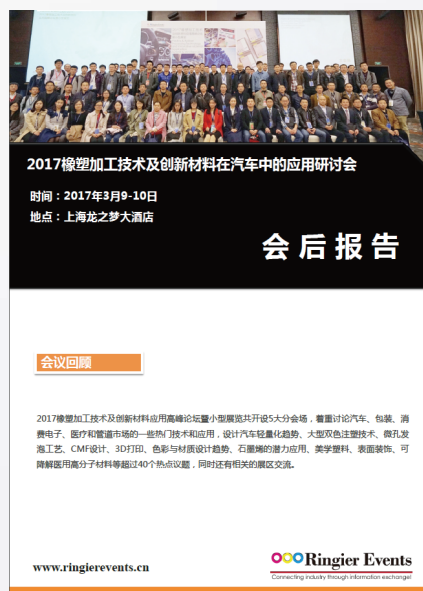 2017橡塑加工技术及创新材料在汽车中的应用研讨会
时间：2017年3月9-10日
地点：上海龙之梦大酒店
会后报告
会议回顾
2017橡塑加工技术及创新材料应用高峰论坛暨小型展览共开设5大分会场，着重讨论汽车、包装、消
费电子、医疗和管道市场的一些热门技术和应用，设计汽车轻量化趋势、大型双色注塑技术、微孔发
泡工艺、CMF设计、3D打印、色彩与材质设计趋势、石墨烯的潜力应用、美学塑料、表面装饰、可
降解医用高分子材料等超过40个热点议题，同时还有相关的展区交流。
www.ringierevents.cn
Ringier Events
Connecting industry through information exchange!